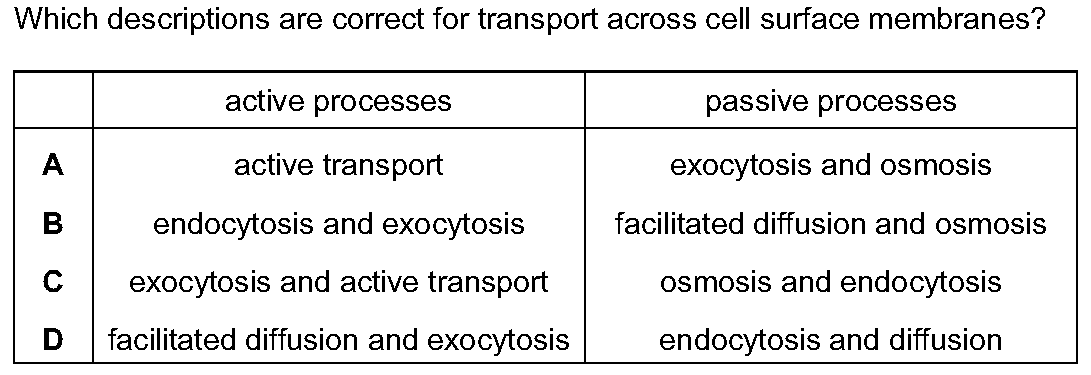 Which descriptions are correct for transport across cell surface membranes?
active processes passive processes
A active transport exocytosis and osmosis
B endocytosis and exocytosis facilitated diffusion and osmosis
C exocytosis and active transport osmosis and endocytosis
D facilitated diffusion and exocytosis endocytosis and diffusion